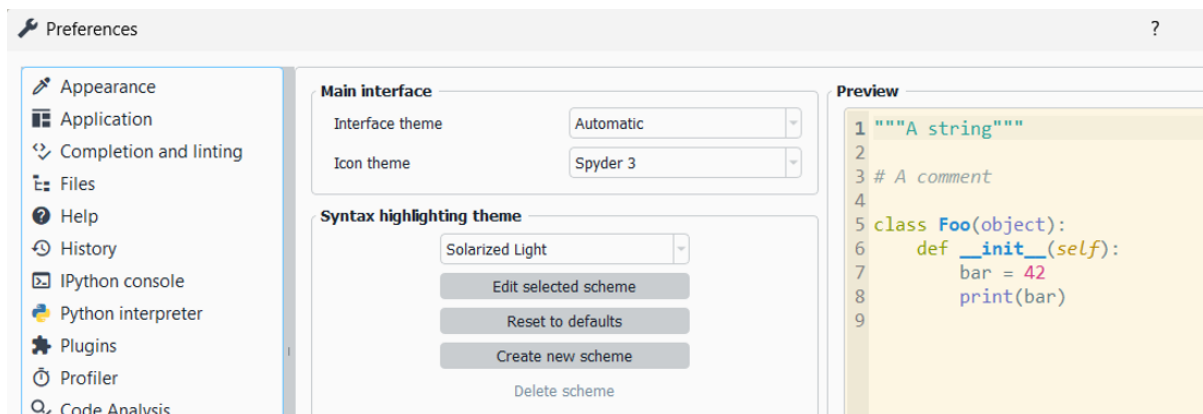 Preferences
?
Appearance
Application
Completion and linting
Files
Help
History
IPython console
Python interpreter
Plugins
Profiler
Code Analysis
Main interface
Interface theme Automatic
Icon theme Spyder 3
Syntax highlighting theme
Solarized Light
Edit selected scheme
Reset to defaults
Create new scheme
Delete scheme
Preview
1 """A string"""
2
3 # A comment
4
5 class Foo(object):
6     def __init__(self):
7         bar = 42
8         print(bar)
9